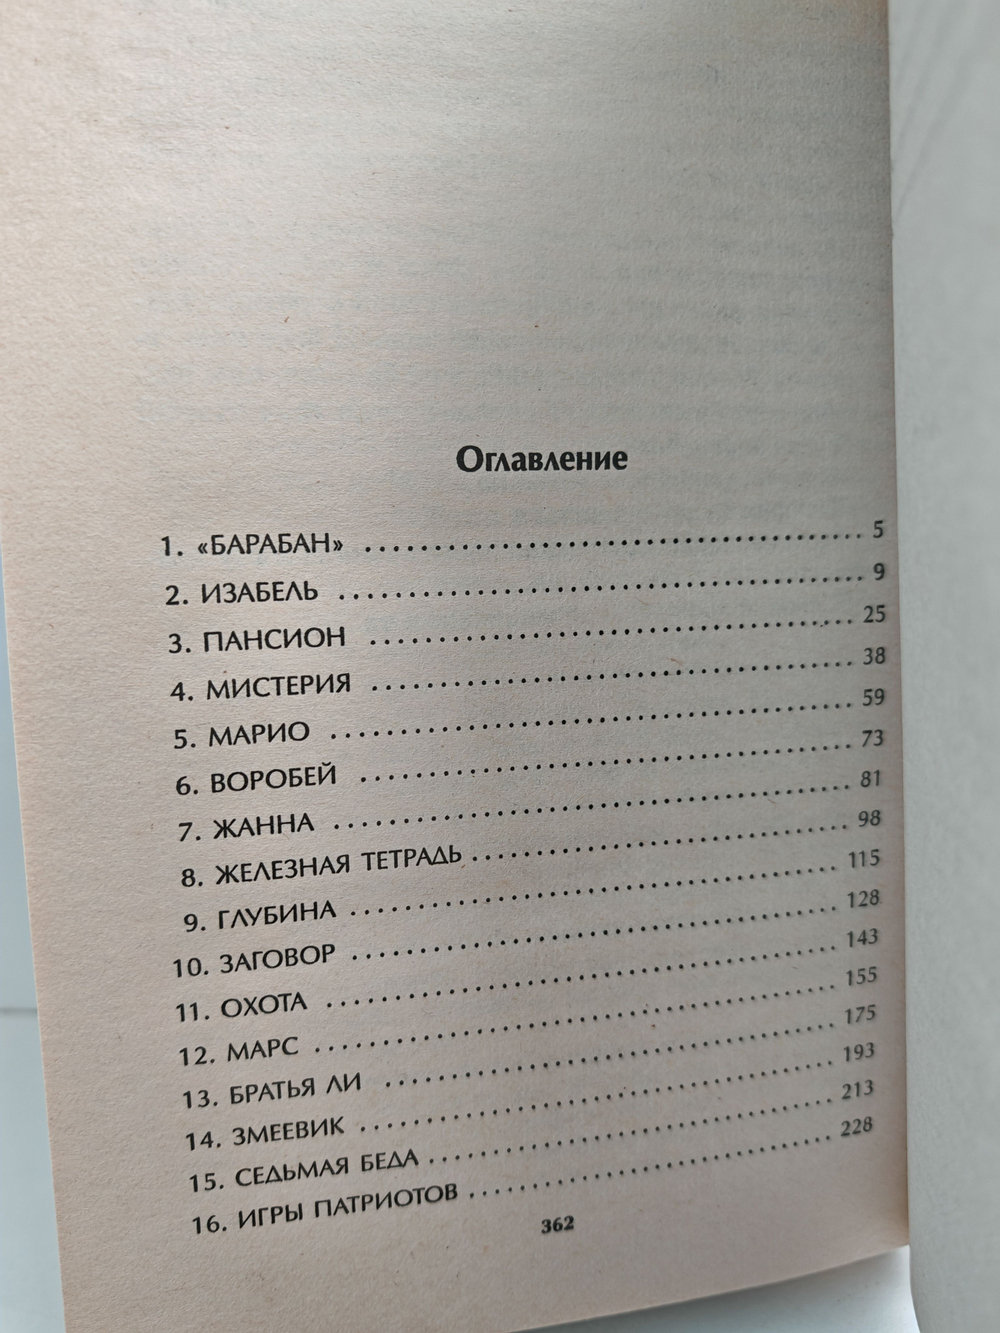 Оглавление
1. «БАРАБАН» ........................................ 5
2. ИЗАБЕЛЬ ........................................ 9
3. ПАНСИОН ........................................ 25
4. МИСТЕРИЯ ........................................ 38
5. МАРИО ........................................ 59
6. ВОРОБЕЙ ........................................ 73
7. ЖАННА ........................................ 81
8. ЖЕЛЕЗНАЯ ТЕТРАДЬ ........................................ 98
9. ГЛУБИНА ........................................ 115
10. ЗАГОВОР ........................................ 128
11. ОХОТА ........................................ 143
12. МАРС ........................................ 155
13. БРАТЬЯ ЛИ ........................................ 175
14. ЗМЕЕВИК ........................................ 193
15. СЕДЬМАЯ БЕДА ........................................ 213
16. ИГРЫ ПАТРИОТОВ ........................................ 228
362